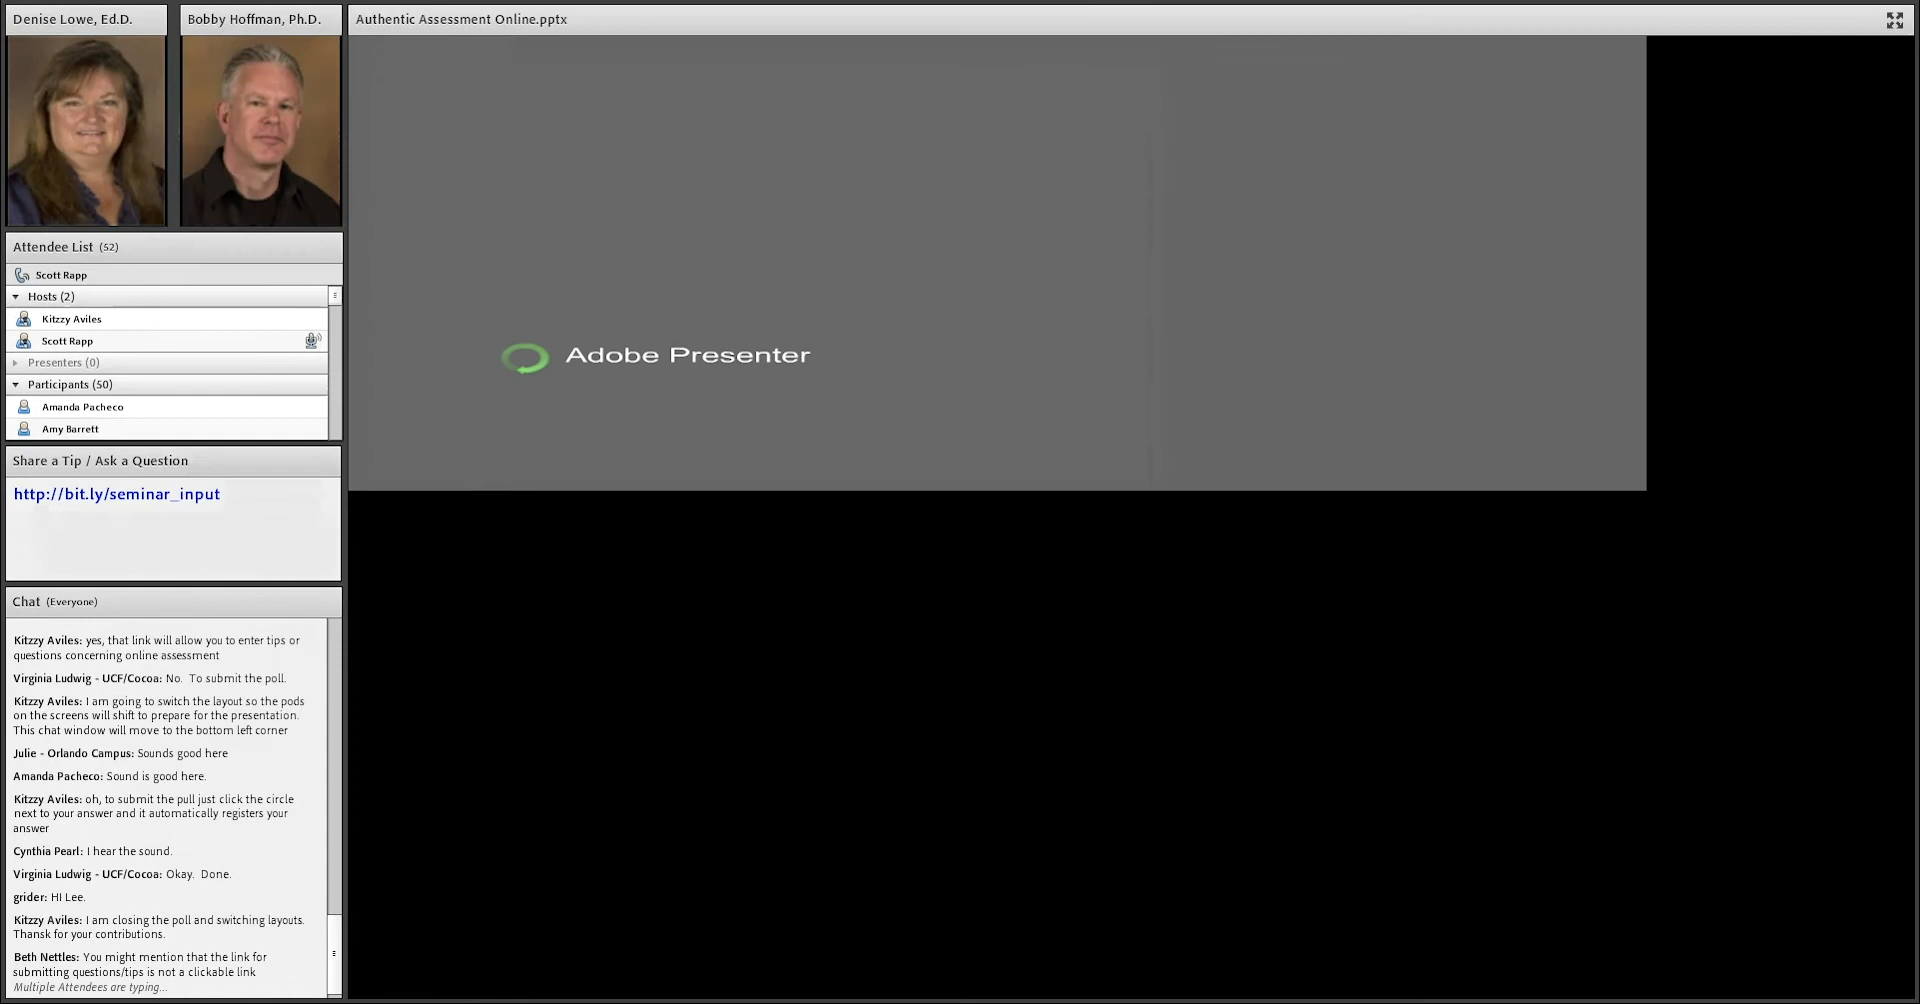 Denise Lowe, Ed.D.
Bobby Hoffman, Ph.D.
Authentic Assessment Online.pptx
Adobe Presenter
Attendee List (52)
Scott Rapp
Hosts (2)
Kitzzy Aviles
Scott Rapp
Presenters (0)
Participants (50)
Amanda Pacheco
Amy Barrett
Share a Tip / Ask a Question
http://bit.ly/seminar_input
Chat (Everyone)
Kitzzy Aviles: yes, that link will allow you to enter tips or
questions concerning online assessment
Virginia Ludwig - UCF/Cocoa: No.  To submit the poll.
Kitzzy Aviles: I am going to switch the layout so the pods
on the screens will shift to prepare for the presentation.
This chat window will move to the bottom left corner
Julie - Orlando Campus: Sounds good here
Amanda Pacheco: Sound is good here.
Kitzzy Aviles: oh, to submit the pull just click the circle
next to your answer and it automatically registers your
answer
Cynthia Pearl: I hear the sound.
Virginia Ludwig - UCF/Cocoa: Okay.  Done.
grider: HI Lee.
Kitzzy Aviles: I am closing the poll and switching layouts.
Thansk for your contributions.
Beth Nettles: You might mention that the link for
submitting questions/tips is not a clickable link
Multiple Attendees are typing...